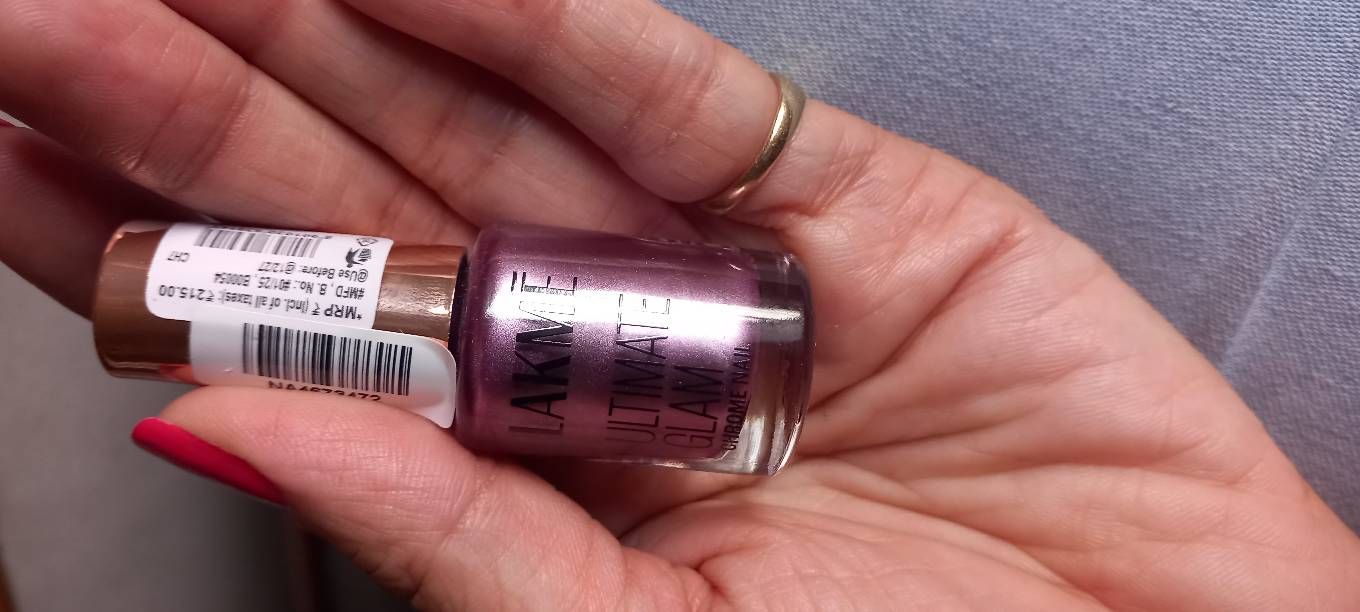 LAKMĒ
ULTIMATE
GLAM
CHROME NAIL
*MRP ₹ (incl. of all taxes): ₹215.00
#MFD, B. No.: #01/25, B00054
@Use Before: @12/27
CH7